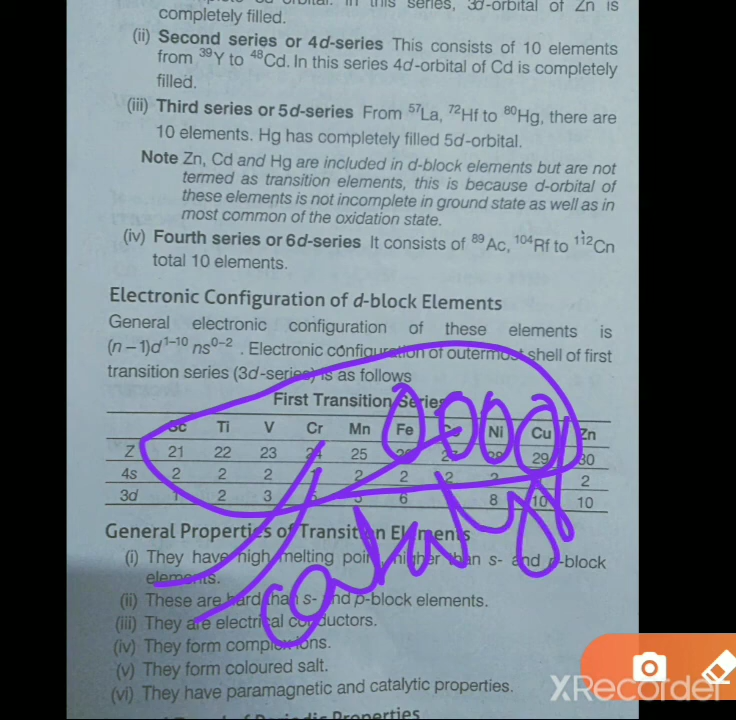 3d-orbital of Zn is
completely filled.
(ii) Second series or 4d-series This consists of 10 elements
from ³⁹Y to ⁴⁸Cd. In this series 4d-orbital of Cd is completely
filled.
(iii) Third series or 5d-series From ⁵⁷La, ⁷²Hf to ⁸⁰Hg, there are
10 elements. Hg has completely filled 5d-orbital.
Note Zn, Cd and Hg are included in d-block elements but are not
termed as transition elements, this is because d-orbital of
these elements is not incomplete in ground state as well as in
most common of the oxidation state.
(iv) Fourth series or 6d-series It consists of ⁸⁹Ac, ¹⁰⁴Rf to ¹¹²Cn
total 10 elements.
Electronic Configuration of d-block Elements
General electronic configuration of these elements is
(n – 1)d¹⁻¹⁰ ns⁰⁻². Electronic configuration of outermost shell of first
transition series (3d-series) is as follows
First Transition Series
Sc Ti V Cr Mn Fe Ni Cu Zn
Z 21 22 23 24 25 29 30
4s 2 2 2 1 2 2 2 2 2
3d 1 2 3 6 8 10 10
General Properties of Transition Elements
(i) They have high melting point, higher than s- and p-block
elements.
(ii) These are hard than s- and p-block elements.
(iii) They are electrical conductors.
(iv) They form complex ions.
(v) They form coloured salt.
(vi) They have paramagnetic and catalytic properties.
XRecorder